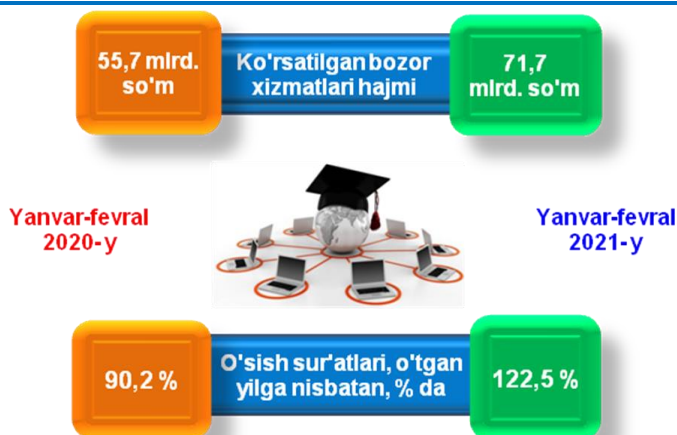 55,7 mlrd.
so'm
Ko'rsatilgan bozor
xizmatlari hajmi
71,7
mlrd. so'm
Yanvar-fevral
2020-y
Yanvar-fevral
2021-y
90,2 %
O'sish sur'atlari, o'tgan
yilga nisbatan, % da
122,5 %